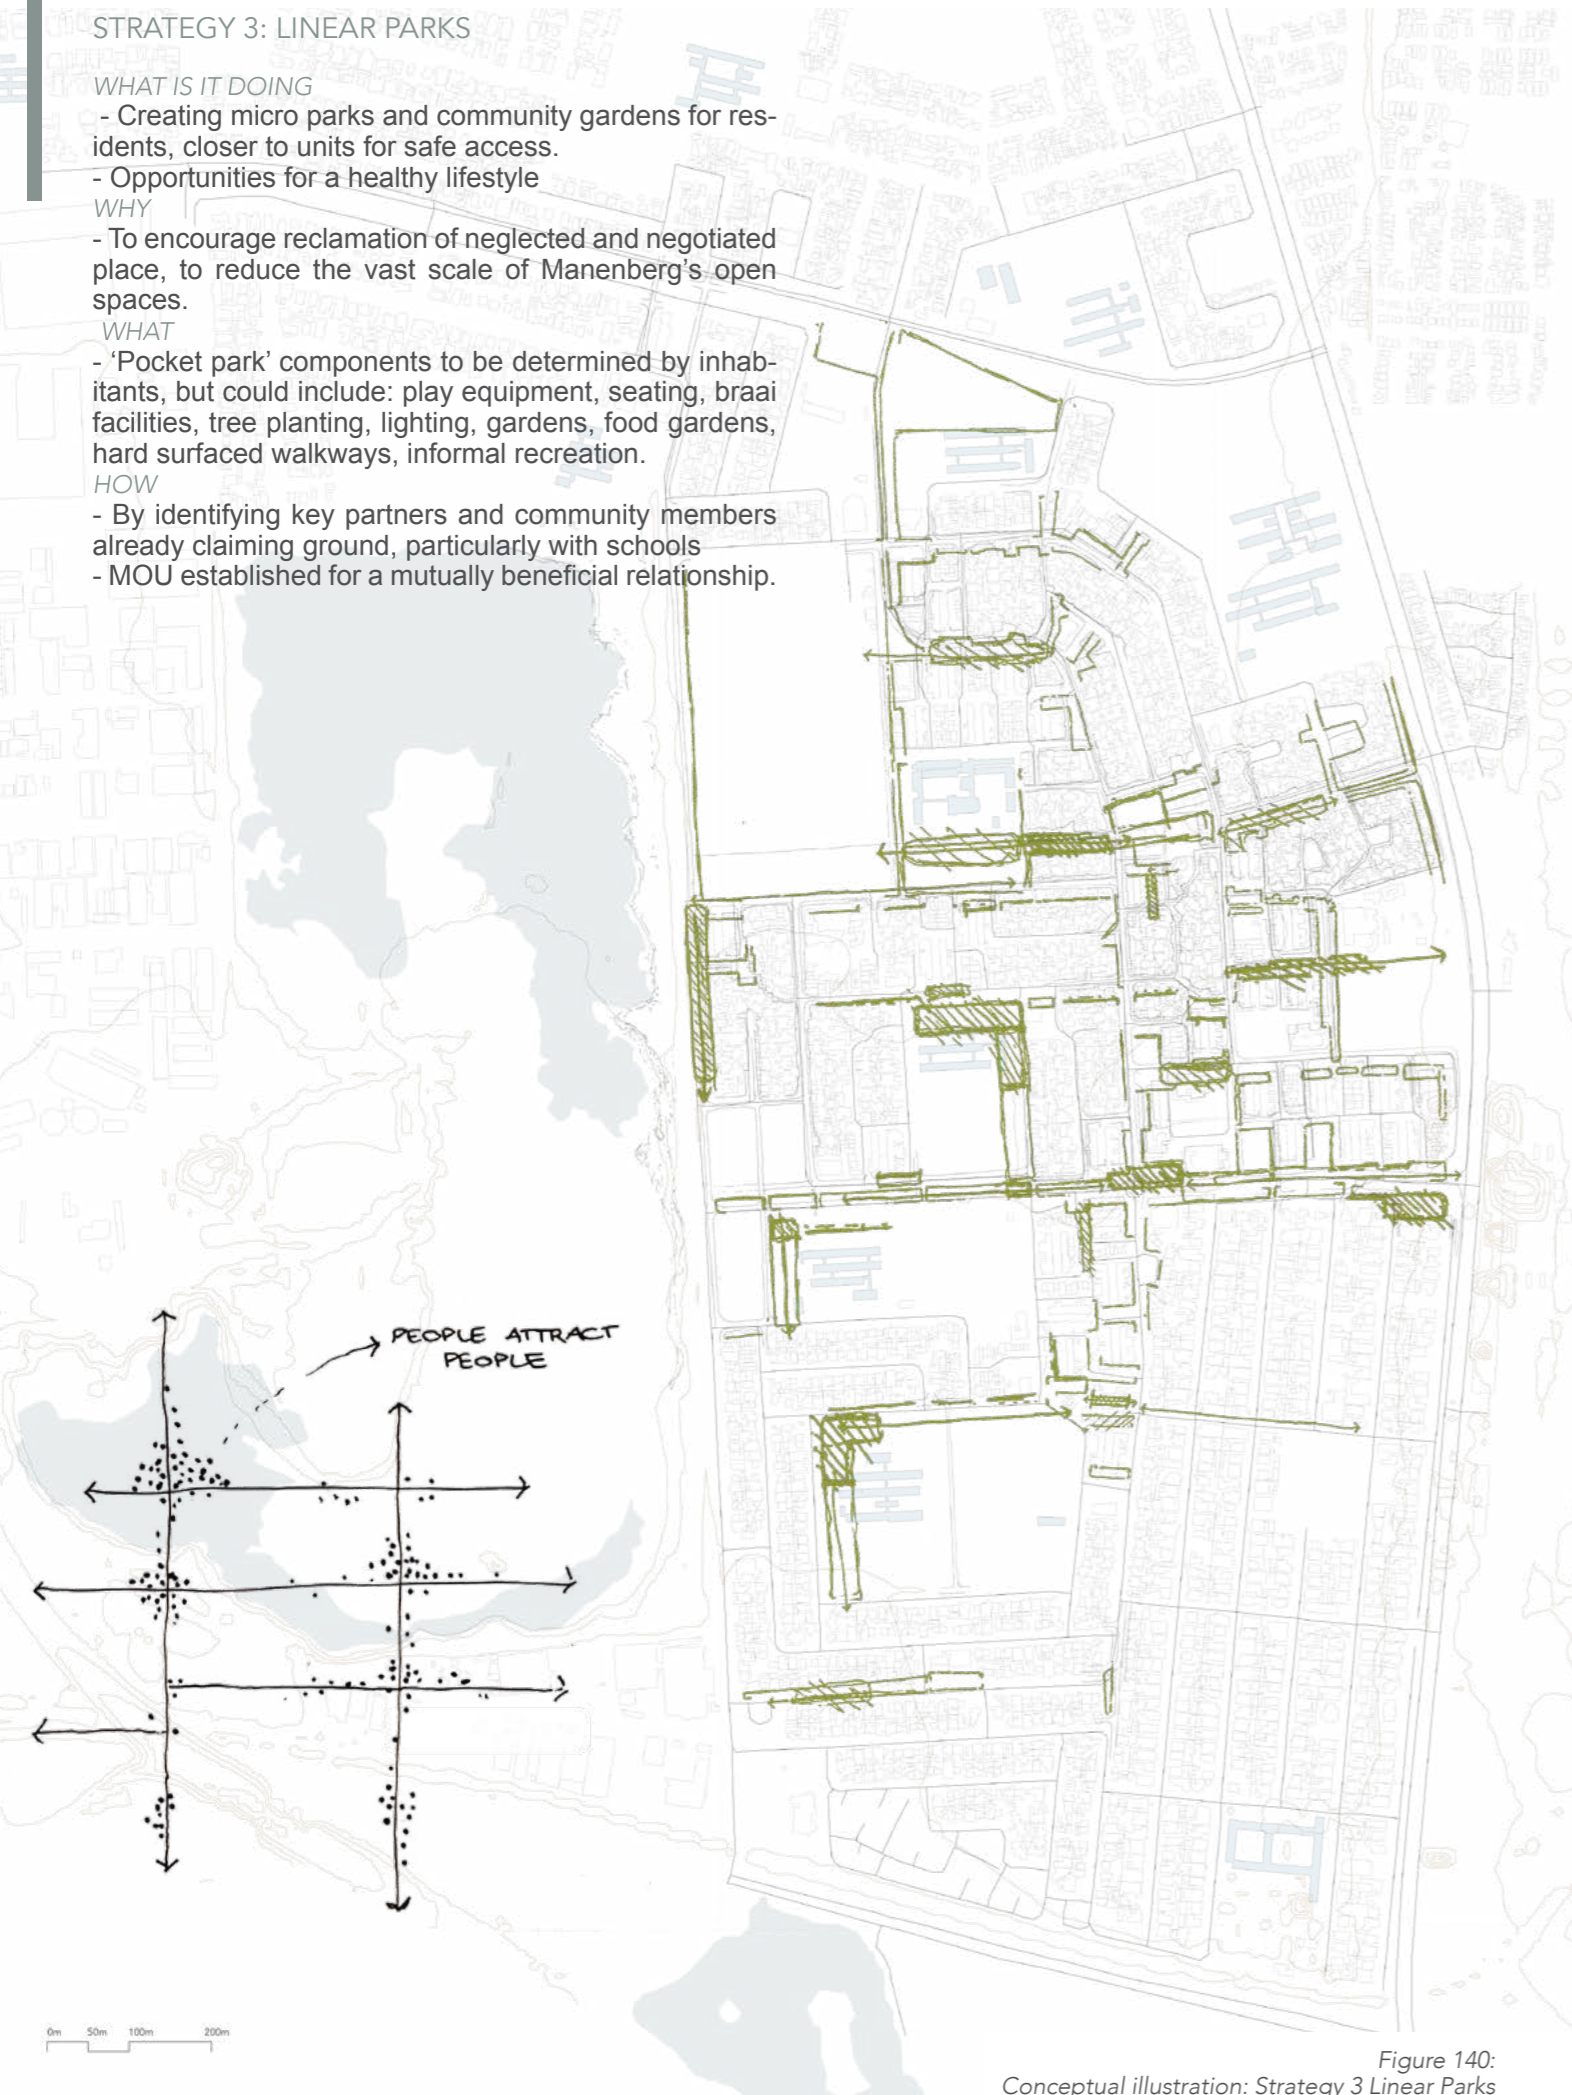 STRATEGY 3: LINEAR PARKS
WHAT IS IT DOING
- Creating micro parks and community gardens for res-
idents, closer to units for safe access.
- Opportunities for a healthy lifestyle
WHY
- To encourage reclamation of neglected and negotiated
place, to reduce the vast scale of Manenberg's open
spaces.
WHAT
- ‘Pocket park’ components to be determined by inhab-
itants, but could include: play equipment, seating, braai
facilities, tree planting, lighting, gardens, food gardens,
hard surfaced walkways, informal recreation.
HOW
- By identifying key partners and community members
already claiming ground, particularly with schools
- MOU established for a mutually beneficial relationship.
PEOPLE ATTRACT
PEOPLE
0m 50m 100m 200m
Figure 140:
Conceptual illustration: Strategy 3 Linear Parks